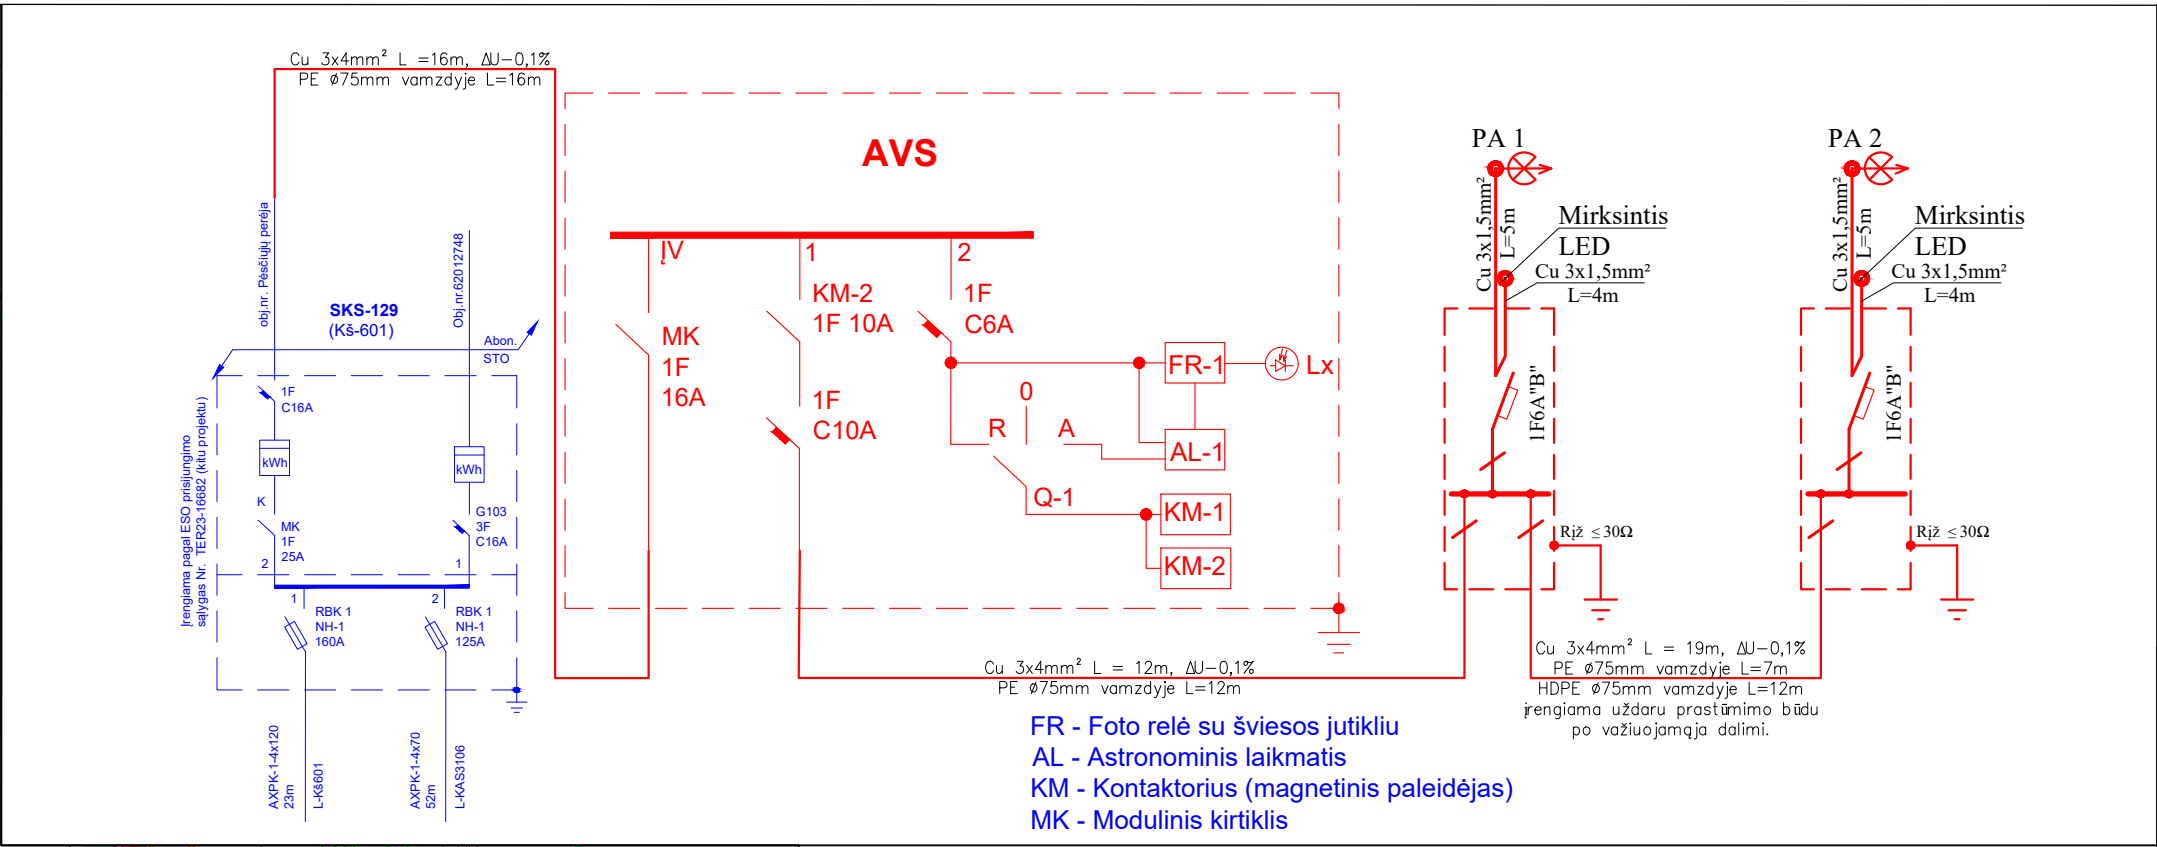 Cu 3x4mm² L =16m, ΔU-0,1%
PE ø75mm vamzdyje L=16m
obj.nr. Pėsčiųjų perėja
Obj.nr.62012748
SKS-129
(Kš-601)
Abon.
STO
Įrengiama pagal ESO prisijungimo
sąlygas Nr. TER23-16682 (kitu projektu)
1F
C16A
kWh
kWh
K
MK
1F
25A
2
G103
3F
C16A
1
1
RBK 1
NH-1
160A
2
RBK 1
NH-1
125A
AXPK-1-4x120
23m
L-Kš601
AXPK-1-4x70
52m
L-KAS3106
AVS
ĮV
1
2
MK
1F
16A
KM-2
1F 10A
1F
C10A
1F
C6A
R
0
A
Q-1
FR-1
Lx
AL-1
KM-1
KM-2
Cu 3x4mm² L = 12m, ΔU-0,1%
PE ø75mm vamzdyje L=12m
FR - Foto relė su šviesos jutikliu
AL - Astronominis laikmatis
KM - Kontaktorius (magnetinis paleidėjas)
MK - Modulinis kirtiklis
PA 1
Cu 3x1,5mm²
L=5m
Mirksintis
LED
Cu 3x1,5mm²
L=4m
1F6A"B"
Rįž ≤30Ω
PA 2
Cu 3x1,5mm²
L=5m
Mirksintis
LED
Cu 3x1,5mm²
L=4m
1F6A"B"
Rįž ≤30Ω
Cu 3x4mm² L = 19m, ΔU-0,1%
PE ø75mm vamzdyje L=7m
HDPE ø75mm vamzdyje L=12m
įrengiama uždaru prastūmimo būdu
po važiuojamąja dalimi.